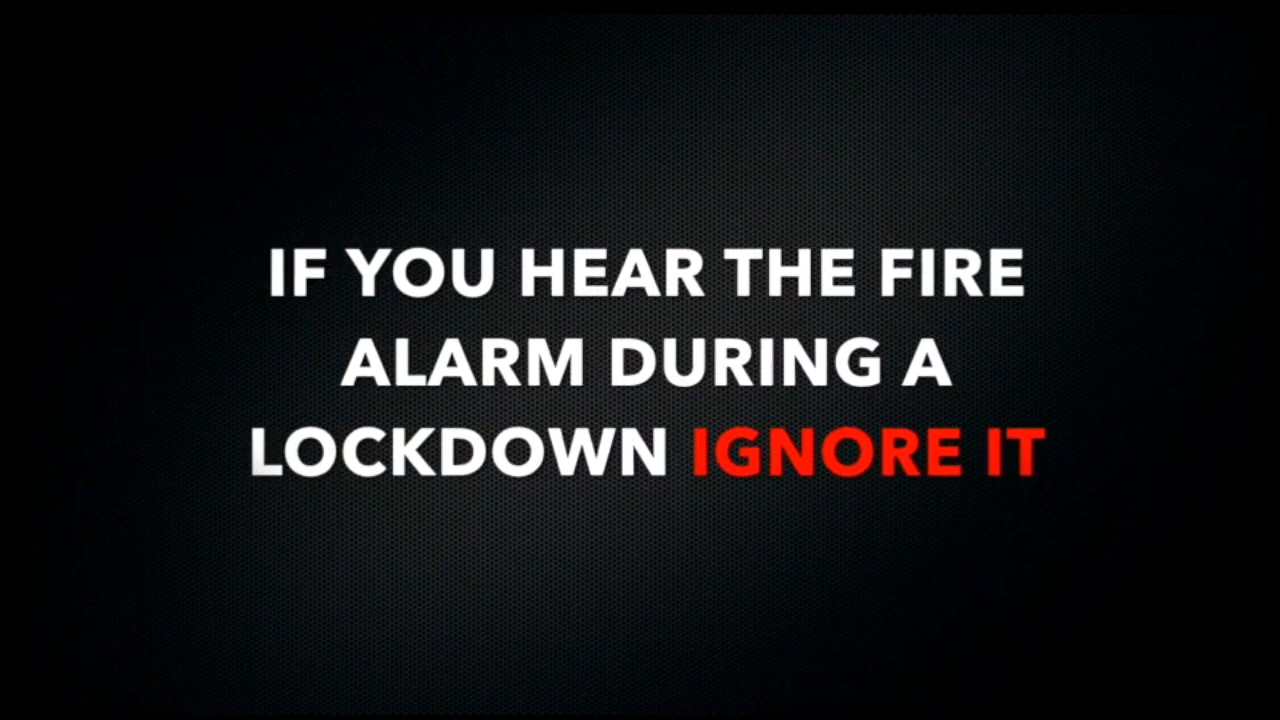 IF YOU HEAR THE FIRE
ALARM DURING A
LOCKDOWN IGNORE IT